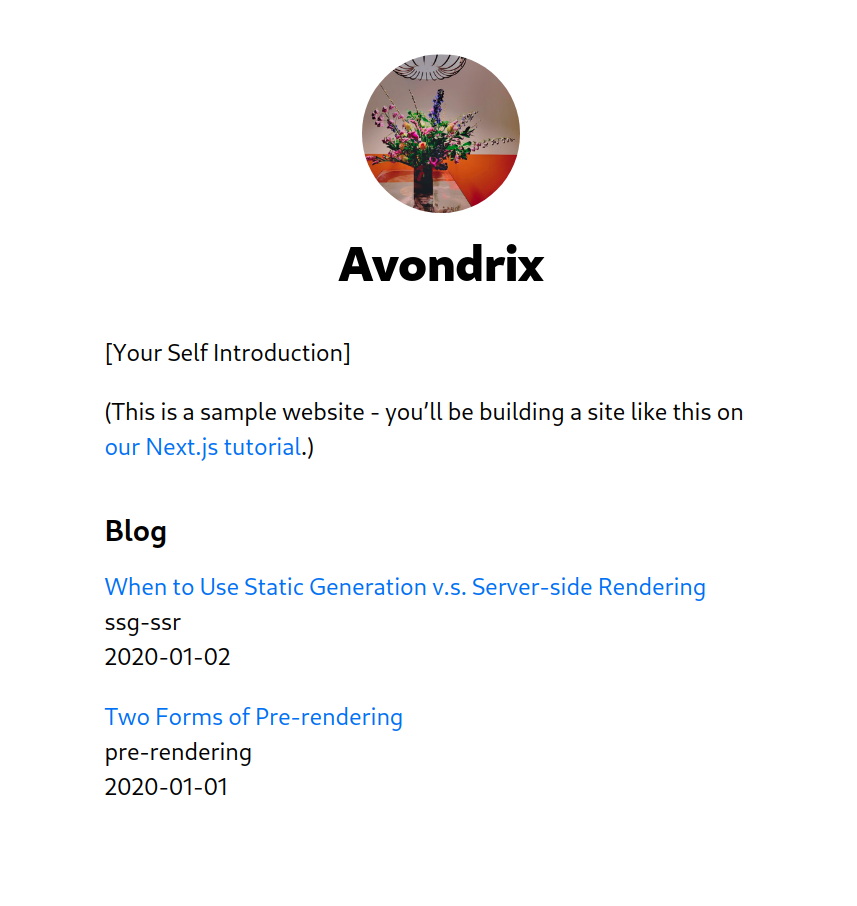 Avondrix
[Your Self Introduction]
(This is a sample website - you’ll be building a site like this on
our Next.js tutorial.)
Blog
When to Use Static Generation v.s. Server-side Rendering
ssg-ssr
2020-01-02
Two Forms of Pre-rendering
pre-rendering
2020-01-01